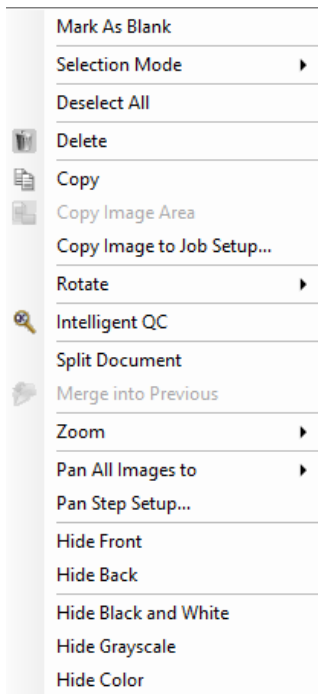 Mark As Blank
Selection Mode
Deselect All
Delete
Copy
Copy Image Area
Copy Image to Job Setup...
Rotate
Intelligent QC
Split Document
Merge into Previous
Zoom
Pan All Images to
Pan Step Setup...
Hide Front
Hide Back
Hide Black and White
Hide Grayscale
Hide Color